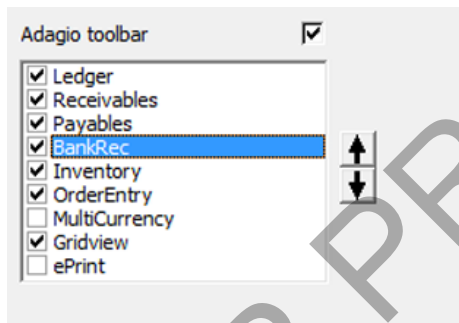 Adagio toolbar
Ledger
Receivables
Payables
BankRec
Inventory
OrderEntry
MultiCurrency
Gridview
ePrint